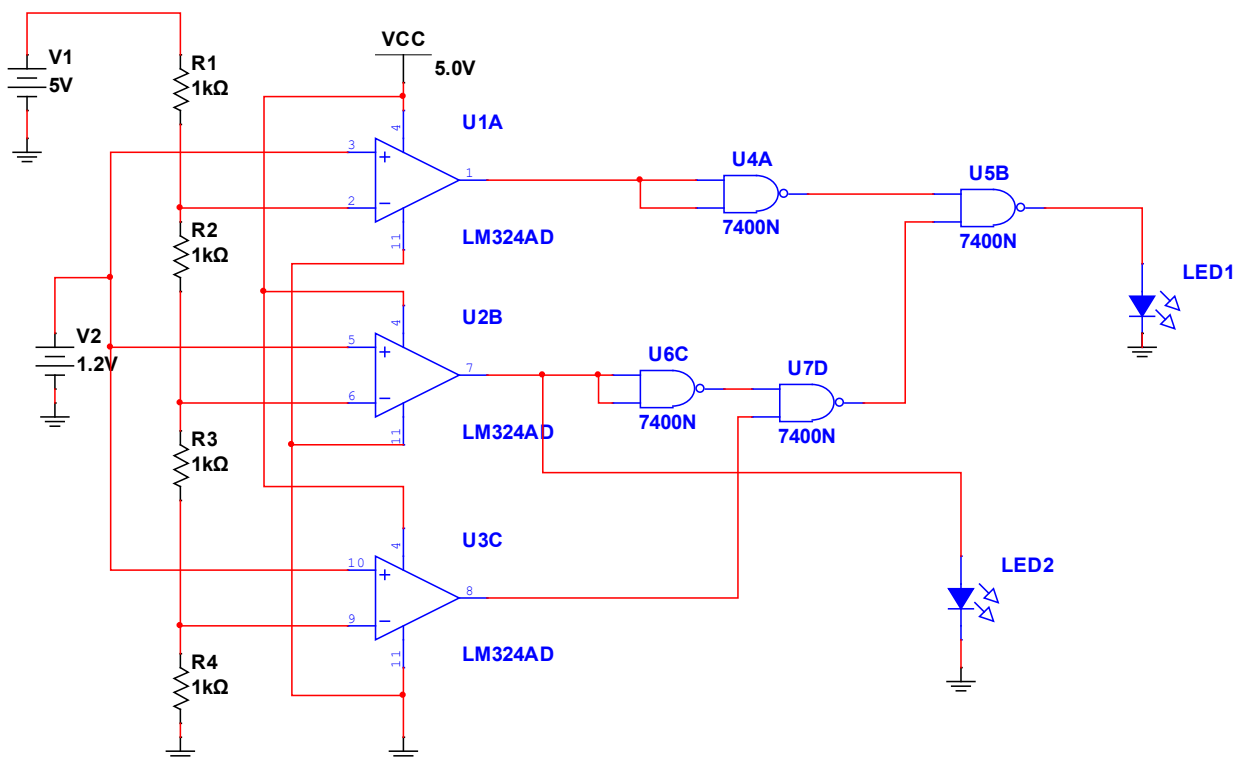 V1
5V
R1
1kΩ
VCC
5.0V
4
U1A
3
1
2
11
LM324AD
U4A
7400N
U5B
7400N
LED1
R2
1kΩ
V2
1.2V
4
U2B
5
7
6
11
LM324AD
U6C
7400N
U7D
7400N
R3
1kΩ
4
U3C
10
8
9
11
LM324AD
LED2
R4
1kΩ